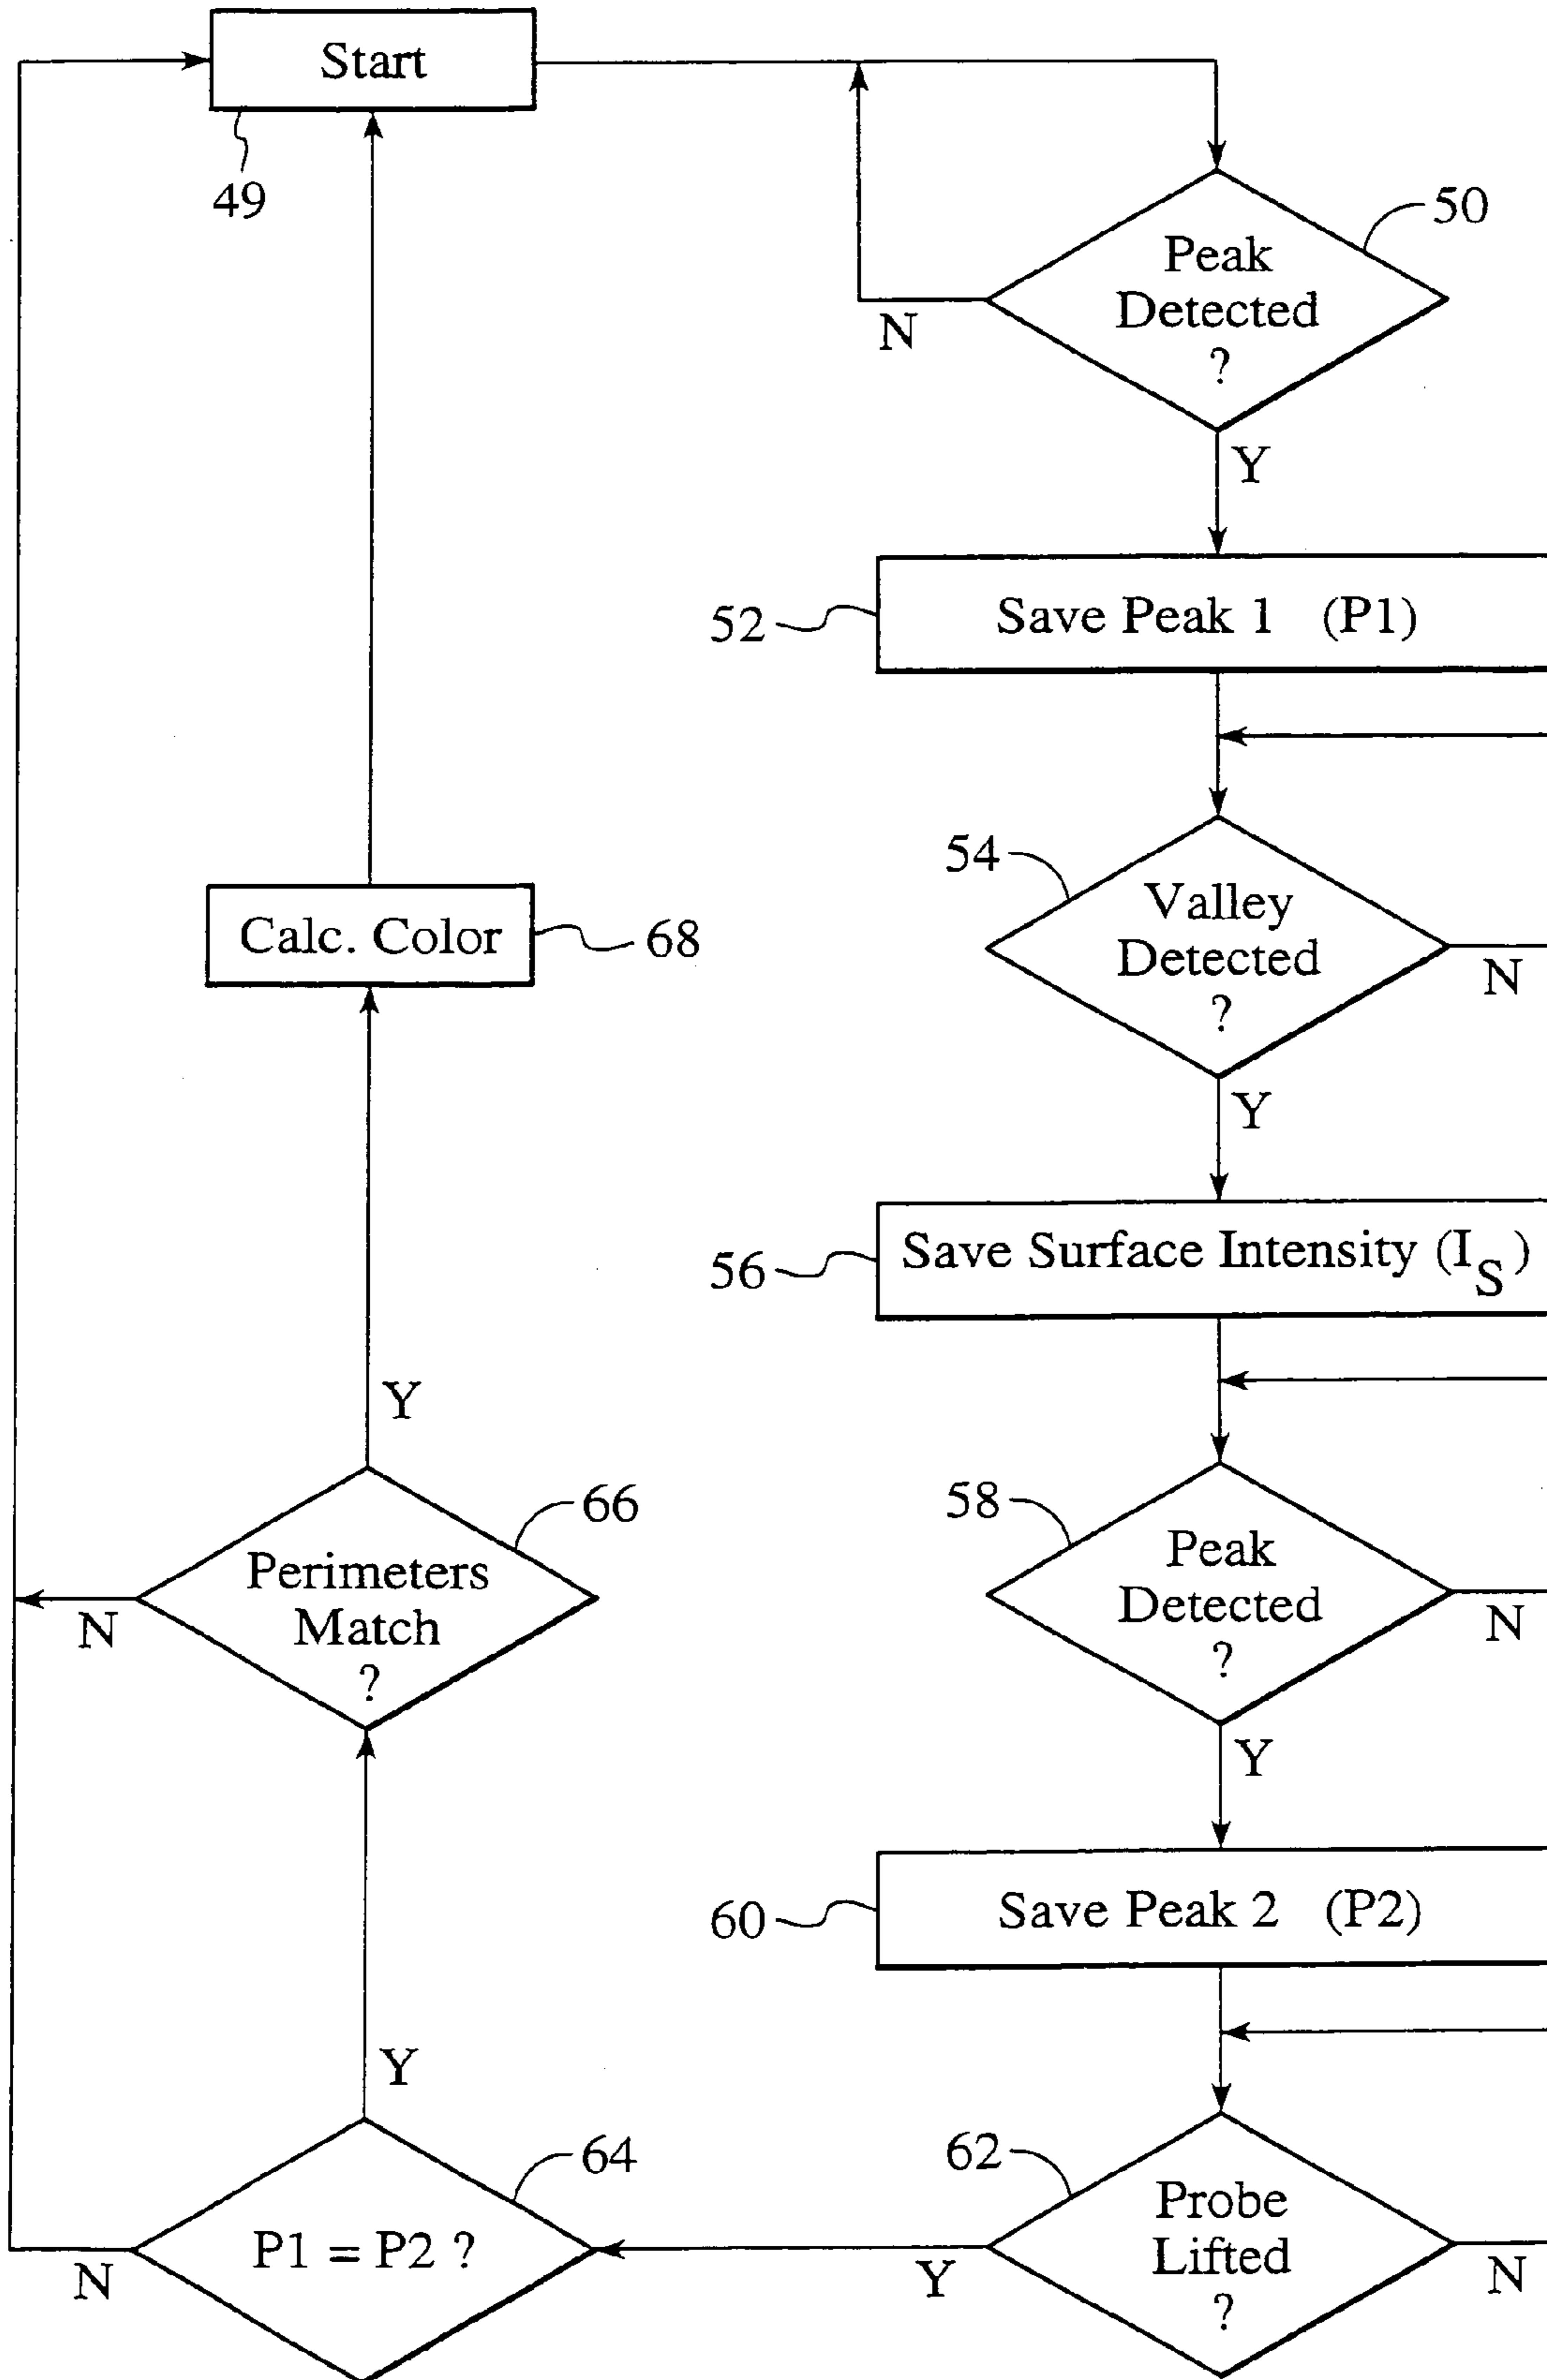 Start
49
Peak
Detected
?
50
N
Y
52
Save Peak 1 (P1)
54
Valley
Detected
?
N
Y
Calc. Color
68
56
Save Surface Intensity (I_S)
58
Peak
Detected
?
N
Y
60
Save Peak 2 (P2)
62
Probe
Lifted
?
N
Y
64
P1 = P2 ?
N
Y
66
Perimeters
Match
?
N
Y